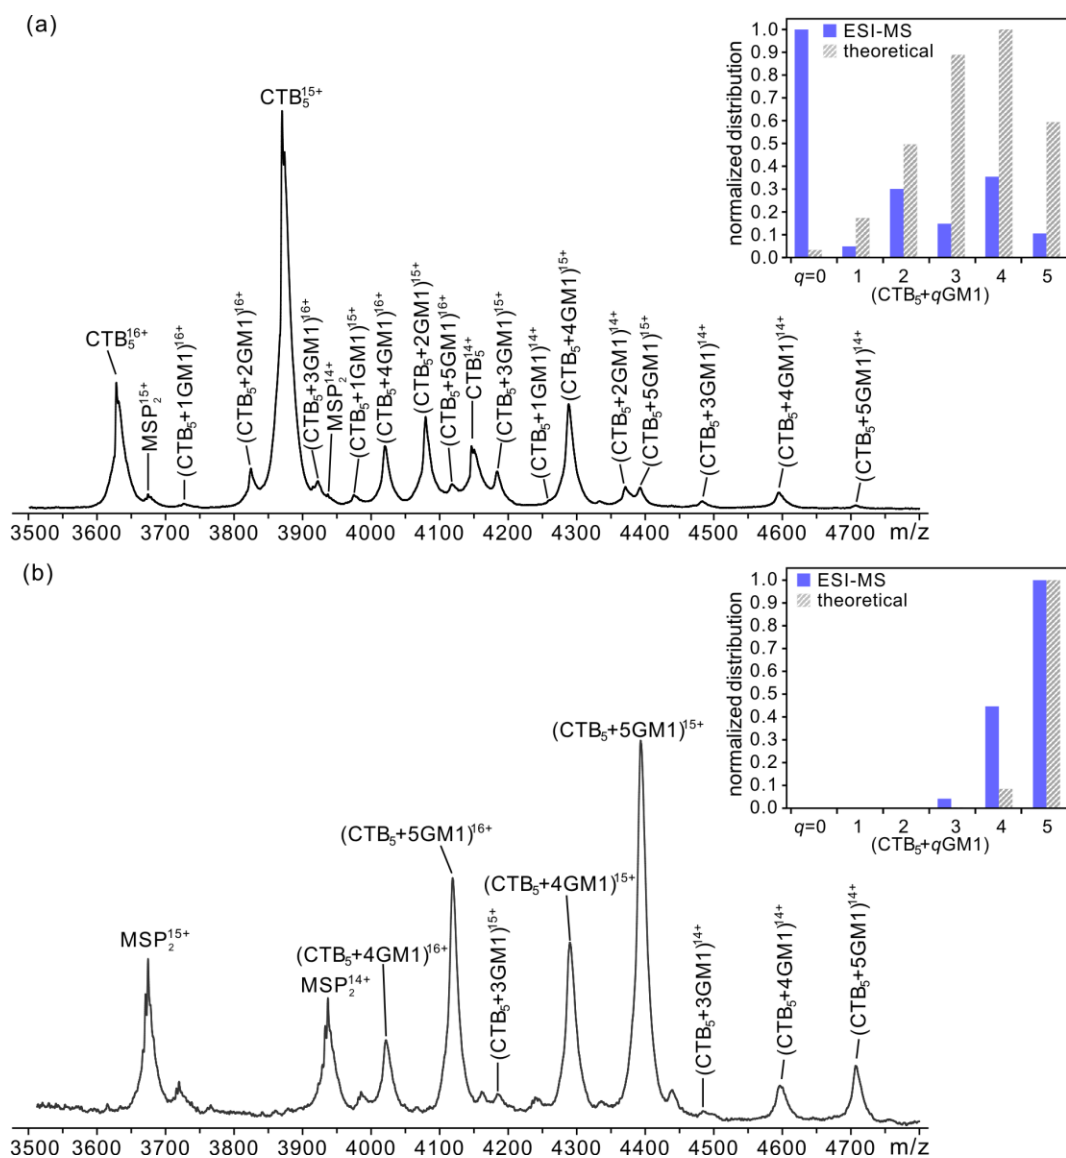 (a)
CTB₅¹⁶⁺
MSP₂¹⁵⁺
(CTB₅+1GM1)¹⁶⁺
(CTB₅+2GM1)¹⁶⁺
CTB₅¹⁵⁺
(CTB₅+3GM1)¹⁶⁺
MSP₂¹⁴⁺
(CTB₅+1GM1)¹⁵⁺
(CTB₅+4GM1)¹⁶⁺
(CTB₅+2GM1)¹⁵⁺
(CTB₅+5GM1)¹⁶⁺
CTB₅¹⁴⁺
(CTB₅+3GM1)¹⁵⁺
(CTB₅+1GM1)¹⁴⁺
(CTB₅+4GM1)¹⁵⁺
(CTB₅+2GM1)¹⁴⁺
(CTB₅+5GM1)¹⁵⁺
(CTB₅+3GM1)¹⁴⁺
(CTB₅+4GM1)¹⁴⁺
(CTB₅+5GM1)¹⁴⁺
3500 3600 3700 3800 3900 4000 4100 4200 4300 4400 4500 4600 4700 m/z
normalized distribution
1.0
0.9
0.8
0.7
0.6
0.5
0.4
0.3
0.2
0.1
0.0
ESI-MS
theoretical
q=0 1 2 3 4 5
(CTB₅+qGM1)
(b)
MSP₂¹⁵⁺
MSP₂¹⁴⁺
(CTB₅+4GM1)¹⁶⁺
(CTB₅+5GM1)¹⁶⁺
(CTB₅+3GM1)¹⁵⁺
(CTB₅+4GM1)¹⁵⁺
(CTB₅+5GM1)¹⁵⁺
(CTB₅+3GM1)¹⁴⁺
(CTB₅+4GM1)¹⁴⁺
(CTB₅+5GM1)¹⁴⁺
3500 3600 3700 3800 3900 4000 4100 4200 4300 4400 4500 4600 4700 m/z
normalized distribution
1.0
0.9
0.8
0.7
0.6
0.5
0.4
0.3
0.2
0.1
0.0
ESI-MS
theoretical
q=0 1 2 3 4 5
(CTB₅+qGM1)